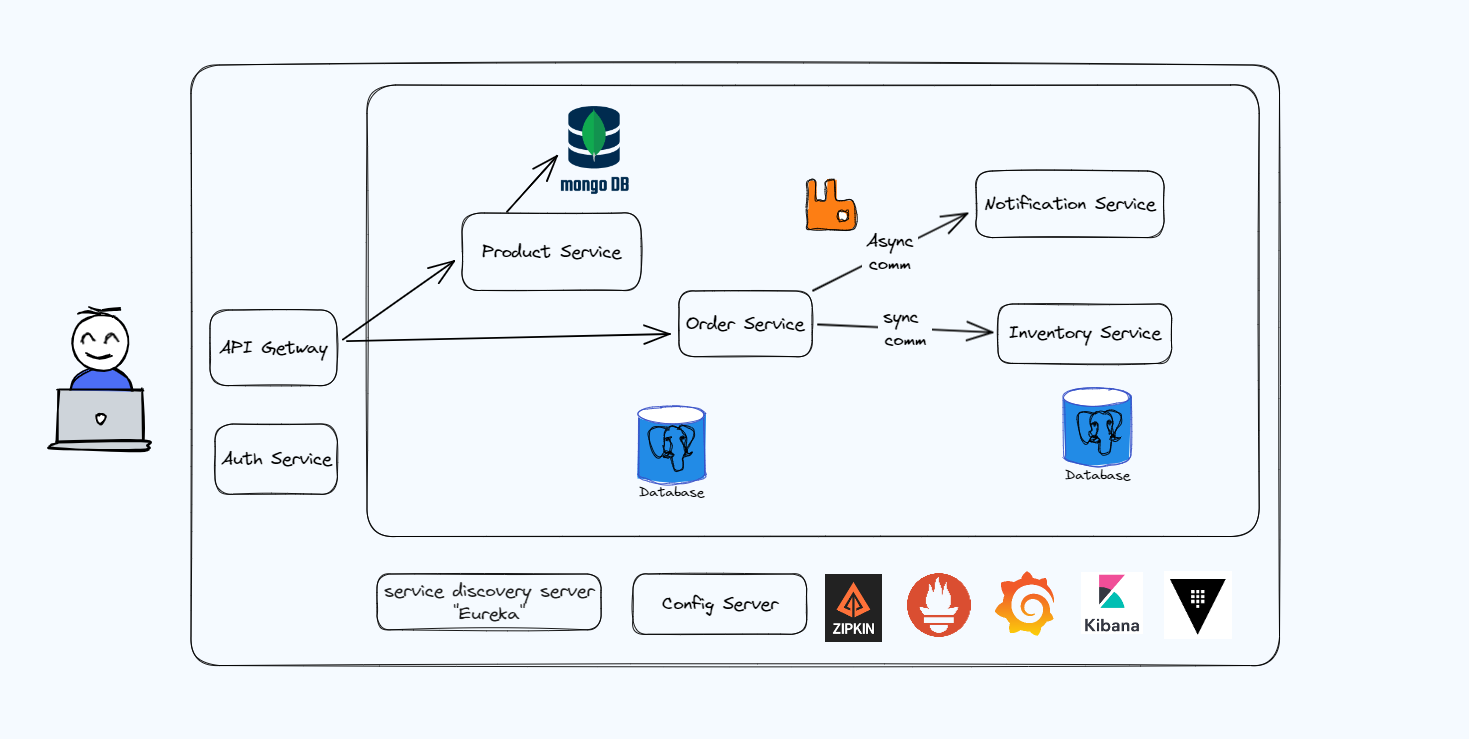 mongo DB
Product Service
Notification Service
Async
comm
Order Service
sync
comm
Inventory Service
API Getway
Auth Service
Database
Database
service discovery server
"Eureka"
Config Server
ZIPKIN
Kibana